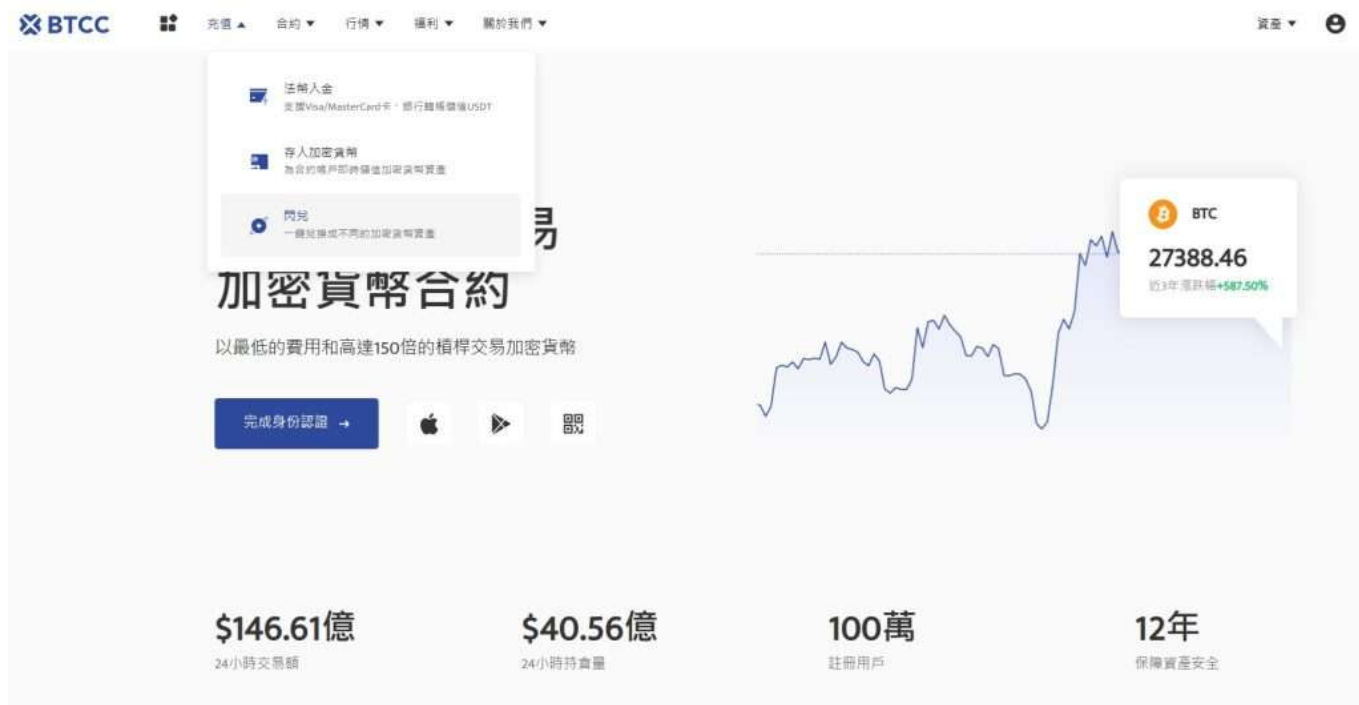 BTCC
充值 ▲ 合約 ▼ 行情 ▼ 福利 ▼ 關於我們 ▼ 資產 ▼
法幣入金
支援Visa/MasterCard卡、銀行轉帳儲值USDT
存入加密貨幣
為合約帳戶即時儲值加密貨幣資產
閃兌
一鍵兌換成不同的加密貨幣資產
易
加密貨幣合約
以最低的費用和高達150倍的槓桿交易加密貨幣
完成身份認證 →
BTC
27388.46
近3年漲跌幅+587.50%
$146.61億
24小時交易額
$40.56億
24小時持倉量
100萬
註冊用戶
12年
保障資產安全